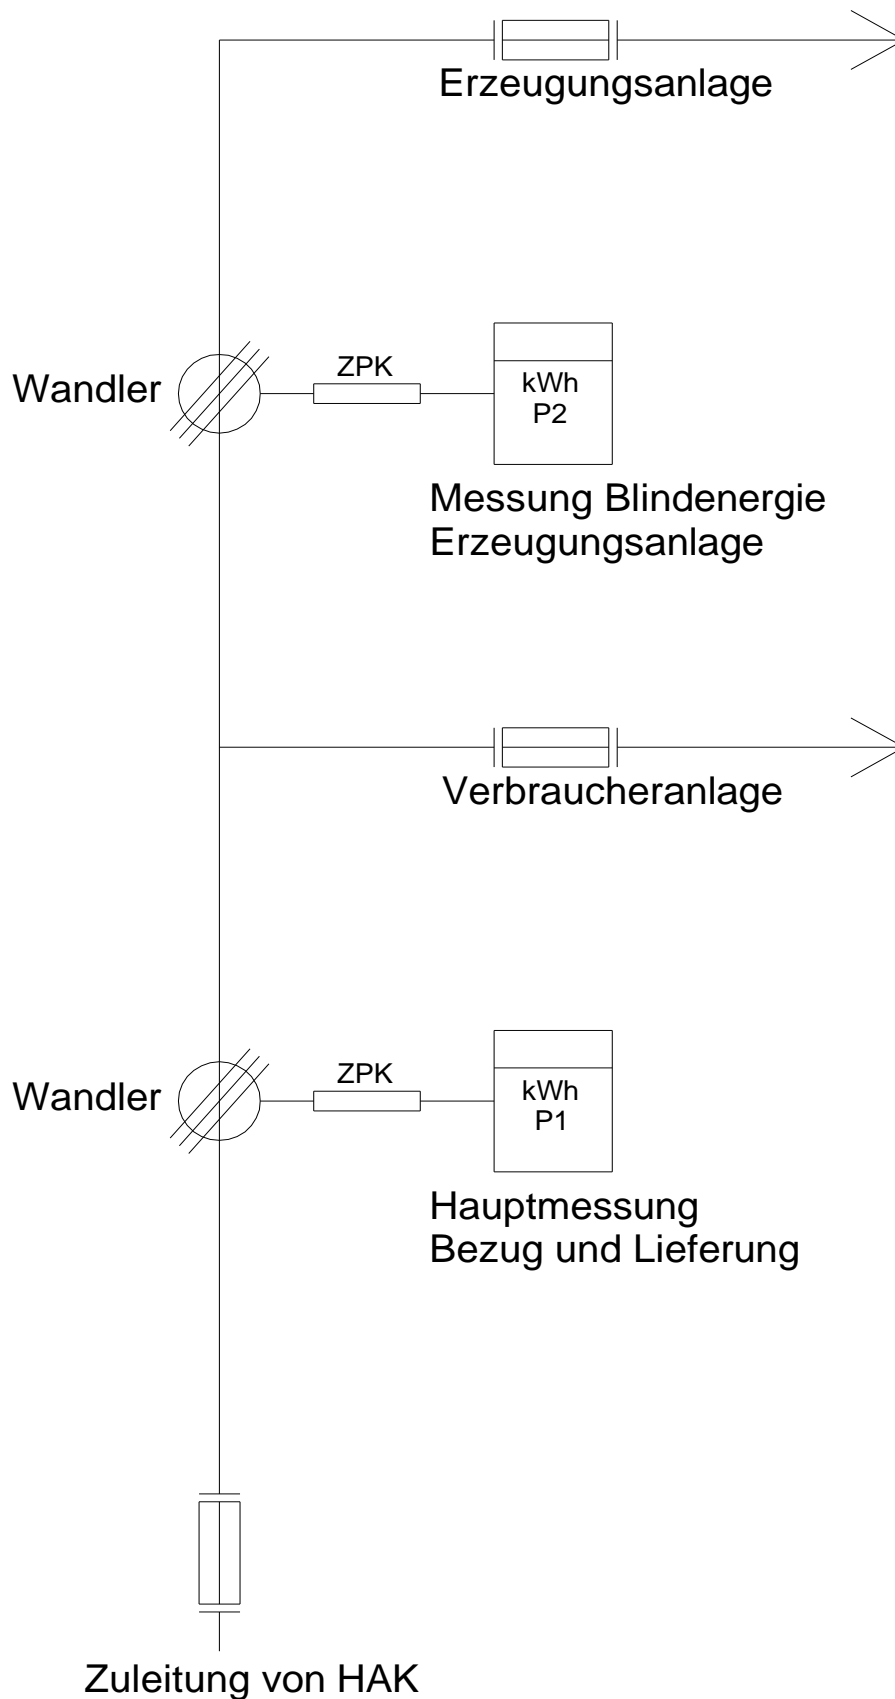 Erzeugungsanlage
Wandler
ZPK
kWh
P2
Messung Blindenergie
Erzeugungsanlage
Verbraucheranlage
Wandler
ZPK
kWh
P1
Hauptmessung
Bezug und Lieferung
Zuleitung von HAK